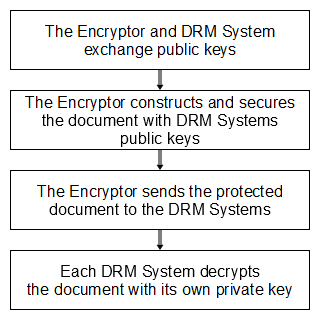 The Encryptor and DRM System
exchange public keys
The Encryptor constructs and secures
the document with DRM Systems
public keys
The Encryptor sends the protected
document to the DRM Systems
Each DRM System decrypts
the document with its own private key